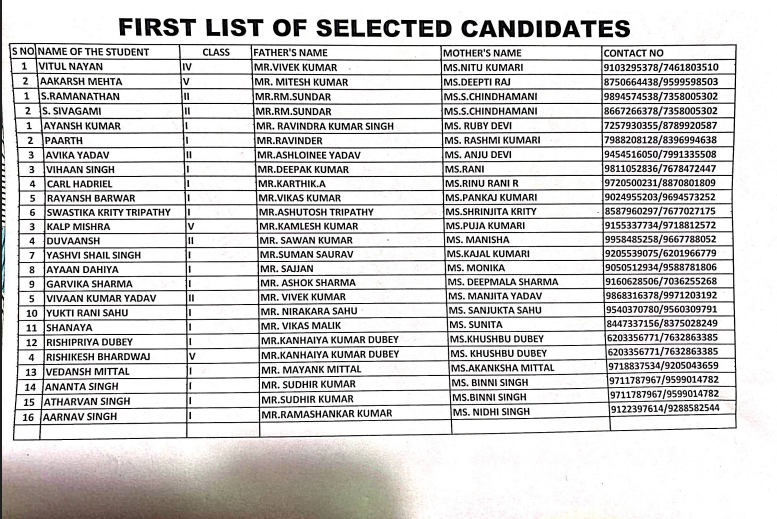 FIRST LIST OF SELECTED CANDIDATES
S NO NAME OF THE STUDENT CLASS FATHER'S NAME MOTHER'S NAME CONTACT NO
1 VITUL NAYAN IV MR.VIVEK KUMAR MS.NITU KUMARI 9103295378/7461803510
2 AAKARSH MEHTA V MR. MITESH KUMAR MS.DEEPTI RAJ 8750664438/9599598503
1 S.RAMANATHAN II MR.RM.SUNDAR MS.S.CHINDHAMANI 9894574538/7358005302
2 S. SIVAGAMI II MR.RM.SUNDAR MS.S.CHINDHAMANI 8667266378/7358005302
1 AYANSH KUMAR I MR. RAVINDRA KUMAR SINGH MS. RUBY DEVI 7257930355/8789920587
2 PAARTH I MR.RAVINDER MS. RASHMI KUMARI 7988208128/8396994638
3 AVIKA YADAV II MR.ASHLOINEE YADAV MS. ANJU DEVI 9454516050/7991335508
3 VIHAAN SINGH I MR.DEEPAK KUMAR MS.RANI 9811052836/7678472447
4 CARL HADRIEL I MR.KARTHIK.A MS.RINU RANI R 9720500231/8870801809
5 RAYANSH BARWAR I MR.VIKAS KUMAR MS.PANKAJ KUMARI 9024955203/9694573252
6 SWASTIKA KRITY TRIPATHY I MR.ASHUTOSH TRIPATHY MS.SHRINJITA KRITY 8587960297/7677027175
3 KALP MISHRA V MR.KAMLESH KUMAR MS.PUJA KUMARI 9155337734/9718812572
4 DUVAANSH II MR. SAWAN KUMAR MS. MANISHA 9958485258/9667788052
7 YASHVI SHAIL SINGH I MR.SUMAN SAURAV MS.KAJAL KUMARI 9205539075/6201966779
8 AYAAN DAHIYA I MR. SAJJAN MS. MONIKA 9050512934/9588781806
9 GARVIKA SHARMA I MR. ASHOK SHARMA MS. DEEPMALA SHARMA 9160628506/7036255268
5 VIVAAN KUMAR YADAV II MR. VIVEK KUMAR MS. MANJITA YADAV 9868316378/9971203192
10 YUKTI RANI SAHU I MR. NIRAKARA SAHU MS. SANJUKTA SAHU 9540370780/9560309791
11 SHANAYA I MR. VIKAS MALIK MS. SUNITA 8447337156/8375028249
12 RISHIPRIYA DUBEY I MR.KANHAIYA KUMAR DUBEY MS.KHUSHBU DUBEY 6203356771/7632863385
4 RISHIKESH BHARDWAJ V MR.KANHAIYA KUMAR DUBEY MS. KHUSHBU DUBEY 6203356771/7632863385
13 VEDANSH MITTAL I MR. MAYANK MITTAL MS.AKANKSHA MITTAL 9718837534/9205043659
14 ANANTA SINGH I MR. SUDHIR KUMAR MS. BINNI SINGH 9711787967/9599014782
15 ATHARVAN SINGH I MR.SUDHIR KUMAR MS.BINNI SINGH 9711787967/9599014782
16 AARNAV SINGH I MR.RAMASHANKAR KUMAR MS. NIDHI SINGH 9122397614/9288582544